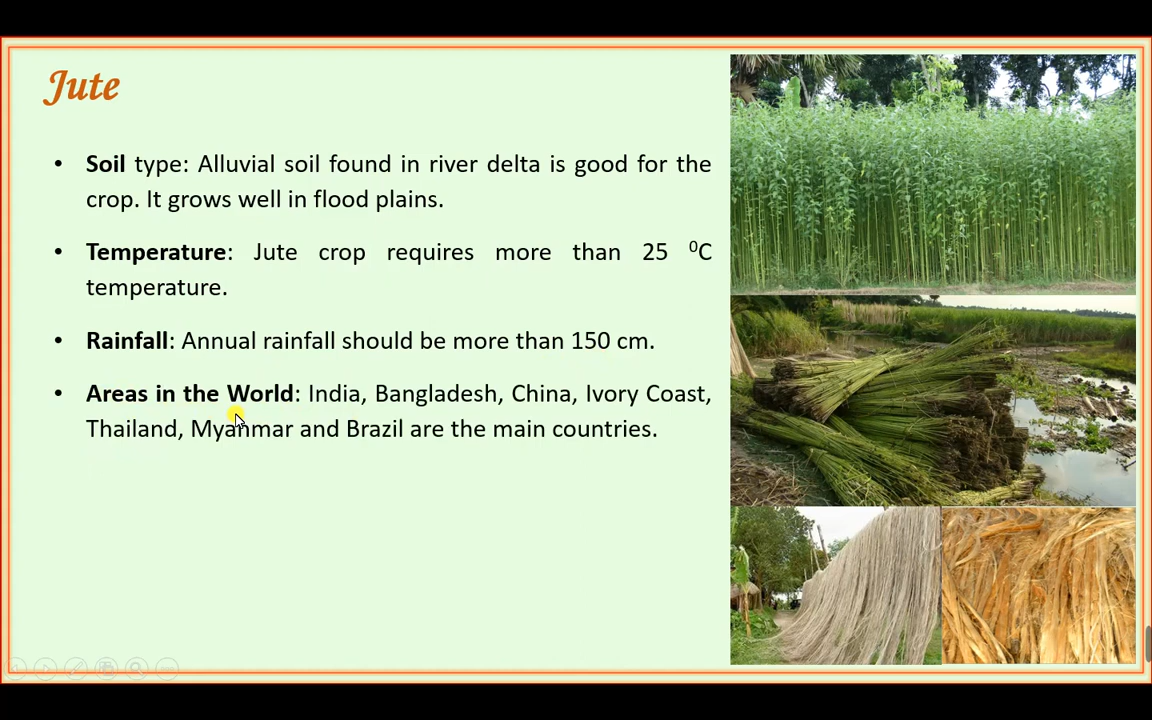 Jute
• Soil type: Alluvial soil found in river delta is good for the
crop. It grows well in flood plains.
• Temperature: Jute crop requires more than 25 ⁰C
temperature.
• Rainfall: Annual rainfall should be more than 150 cm.
• Areas in the World: India, Bangladesh, China, Ivory Coast,
Thailand, Myanmar and Brazil are the main countries.